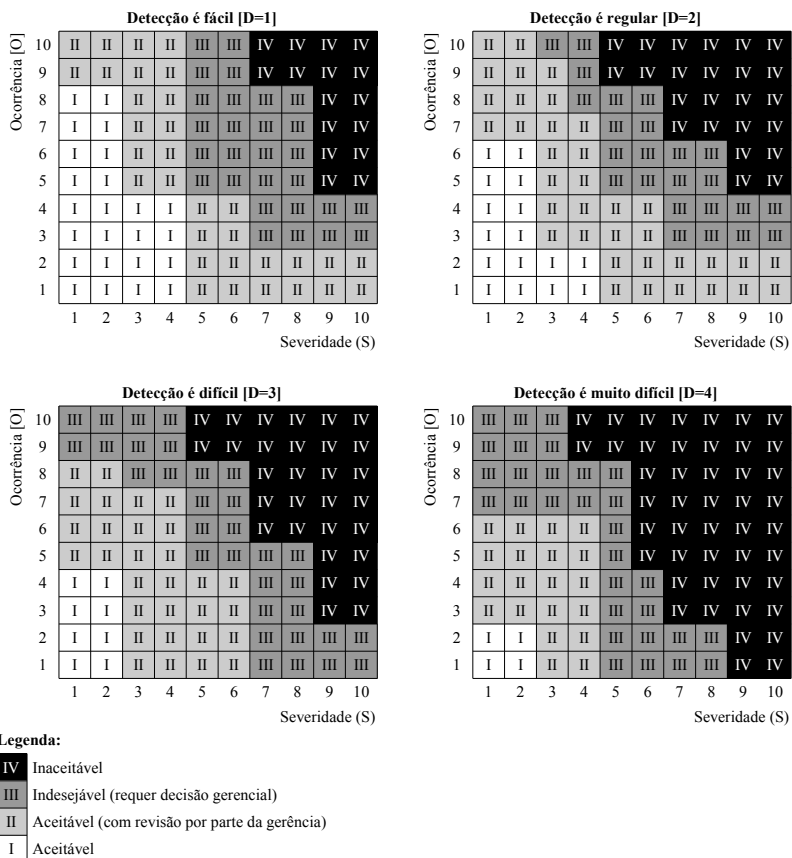 Detecção é fácil [D=1]
Ocorrência [O]
10 II II II II III III IV IV IV IV
9 II II II II III III IV IV IV IV
8 I I II II III III III III IV IV
7 I I II II III III III III IV IV
6 I I II II III III III III IV IV
5 I I II II III III III III IV IV
4 I I I I II II III III III III
3 I I I I II II III III III III
2 I I I I II II II II II II
1 I I I I II II II II II II
1 2 3 4 5 6 7 8 9 10
Severidade (S)
Detecção é regular [D=2]
Ocorrência [O]
10 II II III III IV IV IV IV IV IV
9 II II II III IV IV IV IV IV IV
8 II II II III III III IV IV IV IV
7 II II II II III III IV IV IV IV
6 I I II II III III III III IV IV
5 I I II II III III III III IV IV
4 I I II II II II III III III III
3 I I II II II II III III III III
2 I I I I II II II II II II
1 I I I I II II II II II II
1 2 3 4 5 6 7 8 9 10
Severidade (S)
Detecção é difícil [D=3]
Ocorrência [O]
10 III III III III IV IV IV IV IV IV
9 III III III III IV IV IV IV IV IV
8 II II III III III III IV IV IV IV
7 II II II II III III IV IV IV IV
6 II II II II III III IV IV IV IV
5 II II II II III III III III IV IV
4 I I II II II II III III IV IV
3 I I II II II II III III IV IV
2 I I II II II II III III III III
1 I I II II II II III III III III
1 2 3 4 5 6 7 8 9 10
Severidade (S)
Detecção é muito difícil [D=4]
Ocorrência [O]
10 III III III IV IV IV IV IV IV IV
9 III III III IV IV IV IV IV IV IV
8 III III III III III IV IV IV IV IV
7 III III III III III IV IV IV IV IV
6 II II II II III IV IV IV IV IV
5 II II II II III IV IV IV IV IV
4 II II II II III III IV IV IV IV
3 II II II II III III IV IV IV IV
2 I I II II III III III III IV IV
1 I I II II III III III III IV IV
1 2 3 4 5 6 7 8 9 10
Severidade (S)
Legenda:
IV Inaceitável
III Indesejável (requer decisão gerencial)
II Aceitável (com revisão por parte da gerência)
I Aceitável